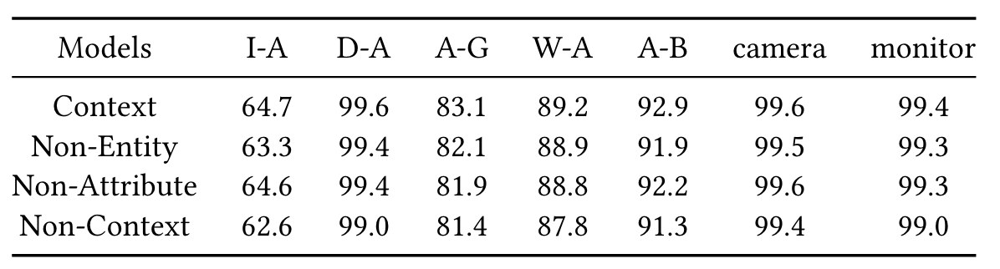 Models I-A D-A A-G W-A A-B camera monitor
Context 64.7 99.6 83.1 89.2 92.9 99.6 99.4
Non-Entity 63.3 99.4 82.1 88.9 91.9 99.5 99.3
Non-Attribute 64.6 99.4 81.9 88.8 92.2 99.6 99.3
Non-Context 62.6 99.0 81.4 87.8 91.3 99.4 99.0